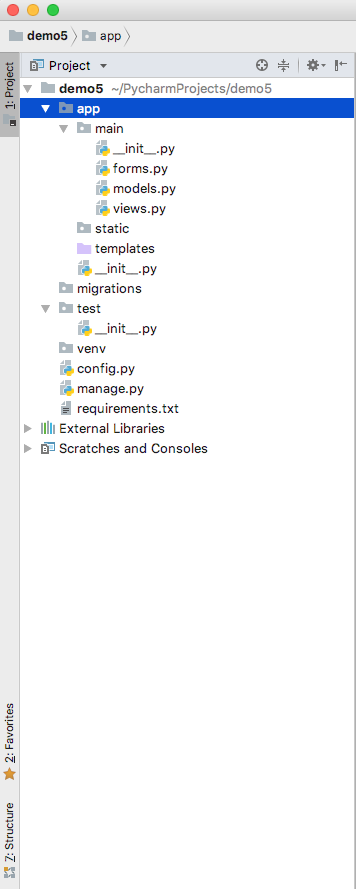 demo5 app
1: Project
Project
demo5 ~/PycharmProjects/demo5
app
main
__init__.py
forms.py
models.py
views.py
static
templates
__init__.py
migrations
test
__init__.py
venv
config.py
manage.py
requirements.txt
External Libraries
Scratches and Consoles
2: Favorites
7: Structure